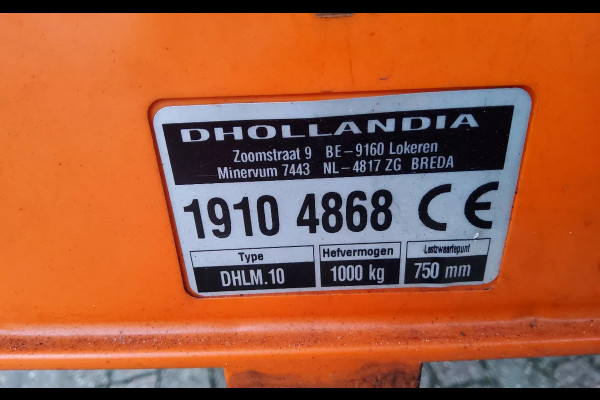 DHOLLANDIA
Zoomstraat 9 BE-9160 Lokeren
Minervum 7443 NL-4817 ZG BREDA
1910 4868 CE
Type Hefvermogen Lastzwaartepunt
DHLM.10 1000 kg 750 mm